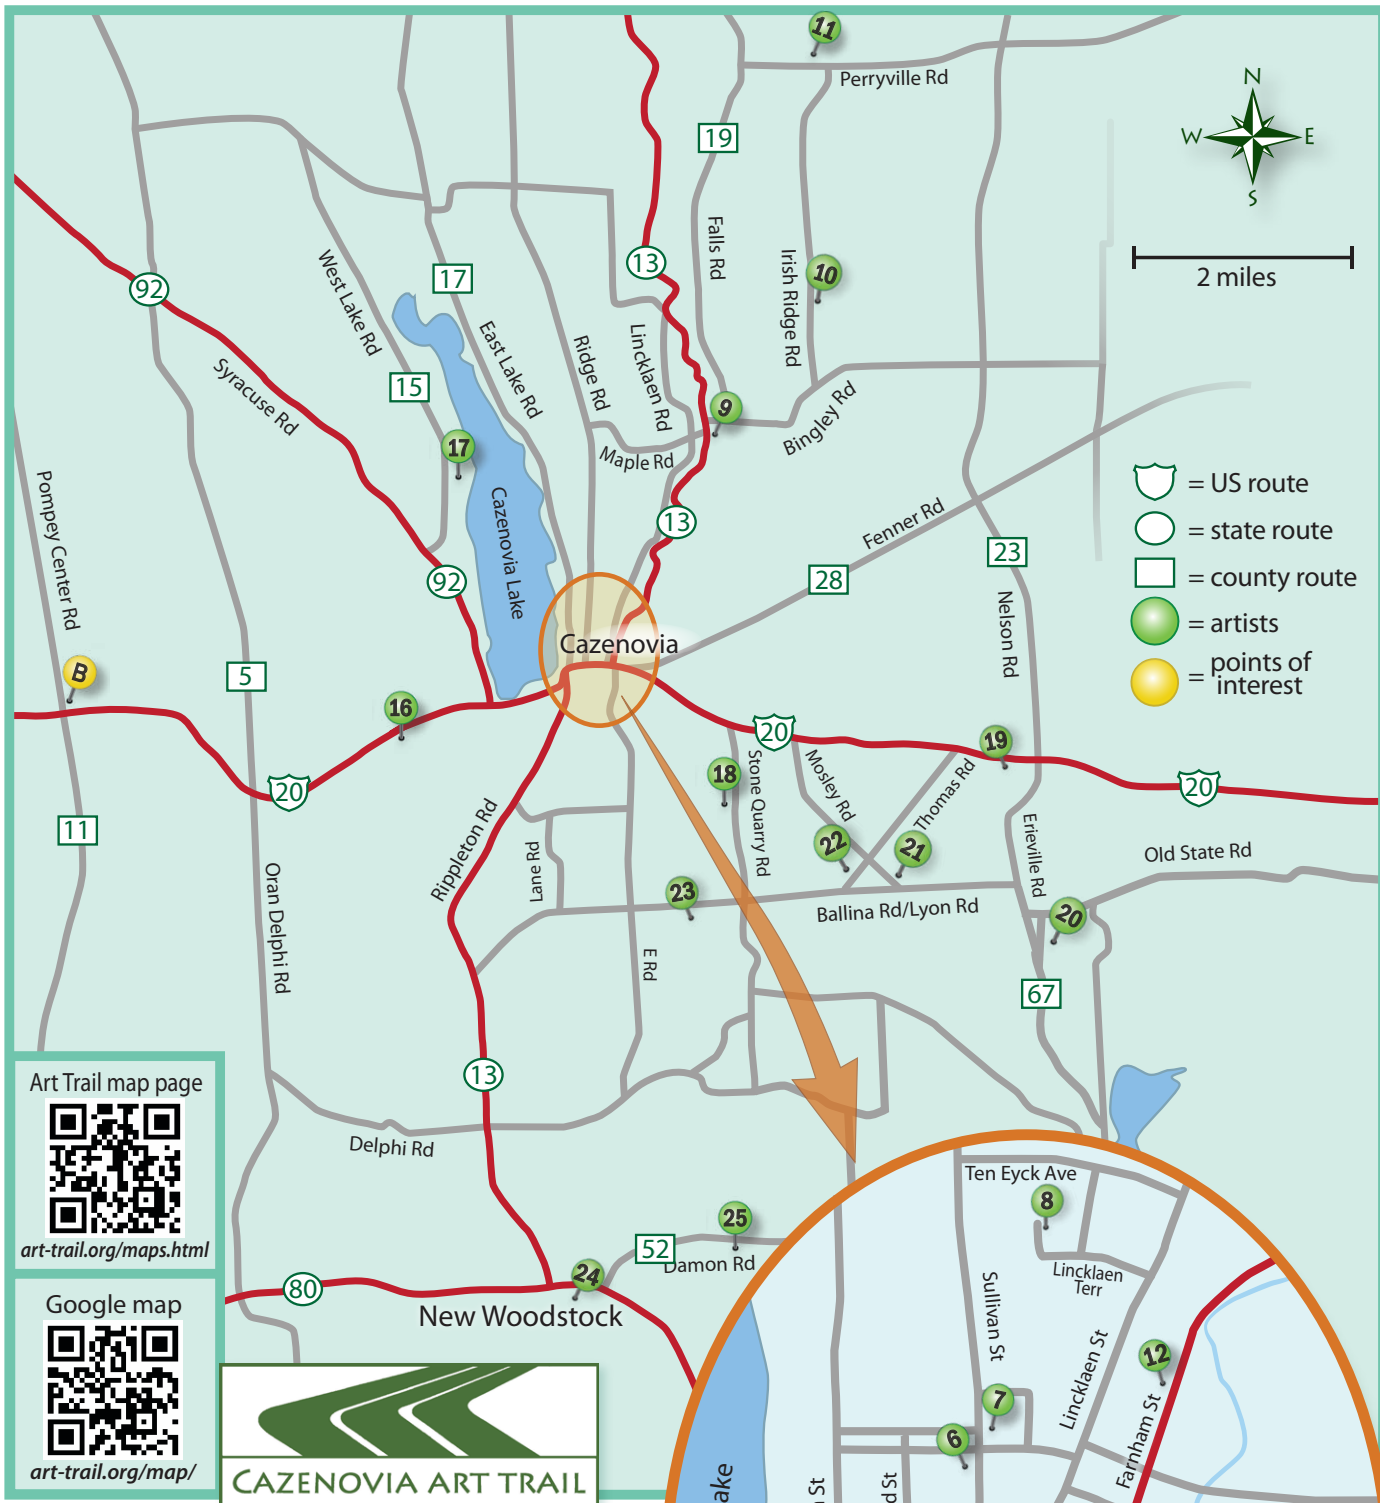 11
Perryville Rd
N
W
E
S
19
2 miles
92
13
Falls Rd
Irish Ridge Rd
10
West Lake Rd
17
East Lake Rd
Ridge Rd
Lincklaen Rd
15
Syracuse Rd
9
Bingley Rd
17
Maple Rd
Pompey Center Rd
Cazenovia Lake
13
Fenner Rd
= US route
= state route
= county route
= artists
= points of
interest
92
28
23
Nelson Rd
Cazenovia
B
5
16
20
18
Stone Quarry Rd
20
Mosley Rd
19
Thomas Rd
20
11
Rippleton Rd
Lane Rd
22
21
Erieville Rd
Old State Rd
Oran Delphi Rd
23
Ballina Rd/Lyon Rd
20
E Rd
67
13
Delphi Rd
Art Trail map page
art-trail.org/maps.html
Google map
art-trail.org/map/
25
52
Damon Rd
24
80
New Woodstock
CAZENOVIA ART TRAIL
Ten Eyck Ave
8
Lincklaen
Terr
Sullivan St
Lincklaen St
12
Farnham St
7
6
ake
St
d St